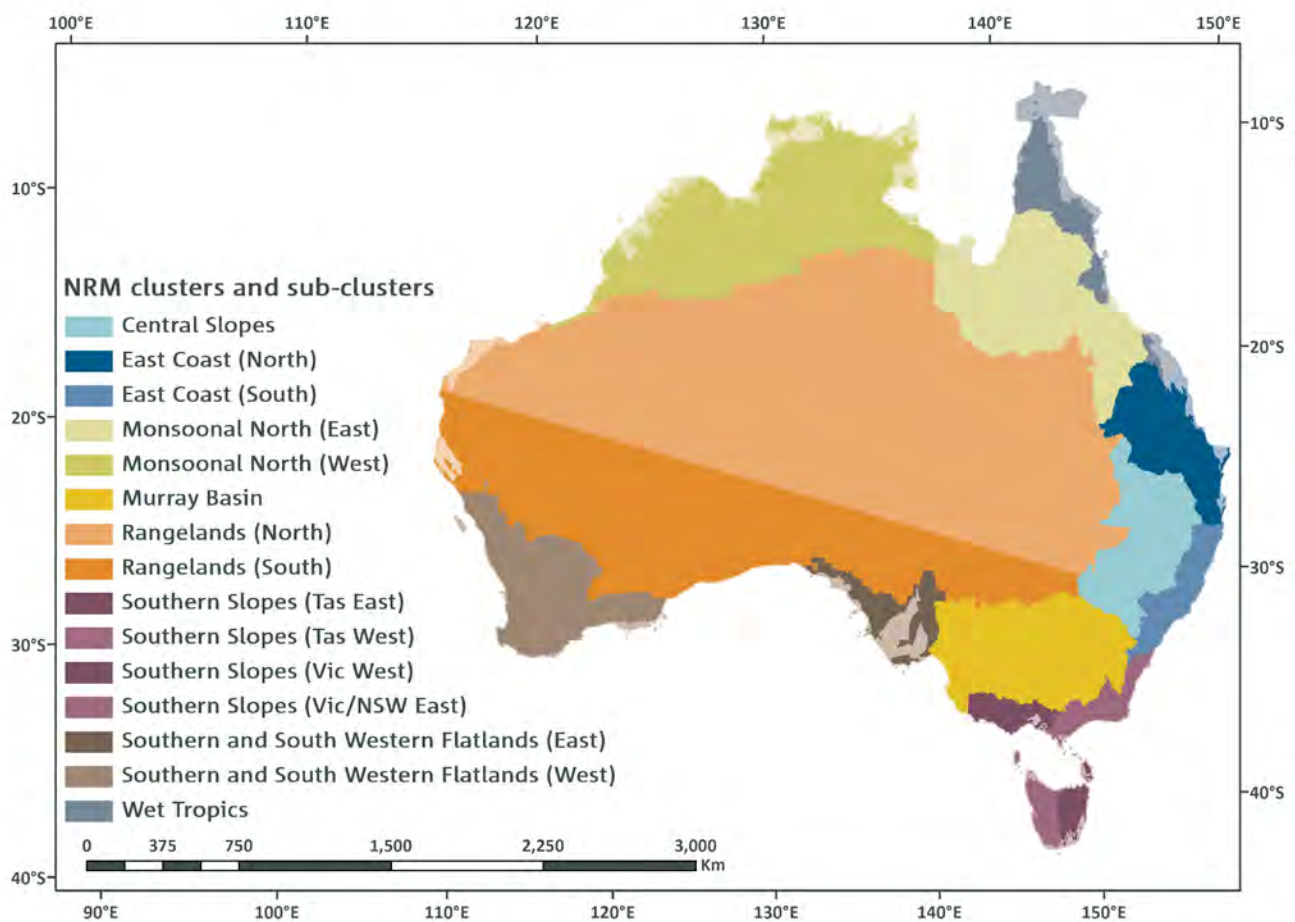 100°E 110°E 120°E 130°E 140°E 150°E
10°S
10°S
20°S
20°S
30°S
30°S
40°S
40°S
NRM clusters and sub-clusters
Central Slopes
East Coast (North)
East Coast (South)
Monsoonal North (East)
Monsoonal North (West)
Murray Basin
Rangelands (North)
Rangelands (South)
Southern Slopes (Tas East)
Southern Slopes (Tas West)
Southern Slopes (Vic West)
Southern Slopes (Vic/NSW East)
Southern and South Western Flatlands (East)
Southern and South Western Flatlands (West)
Wet Tropics
0 375 750 1,500 2,250 3,000
Km
90°E 100°E 110°E 120°E 130°E 140°E 150°E